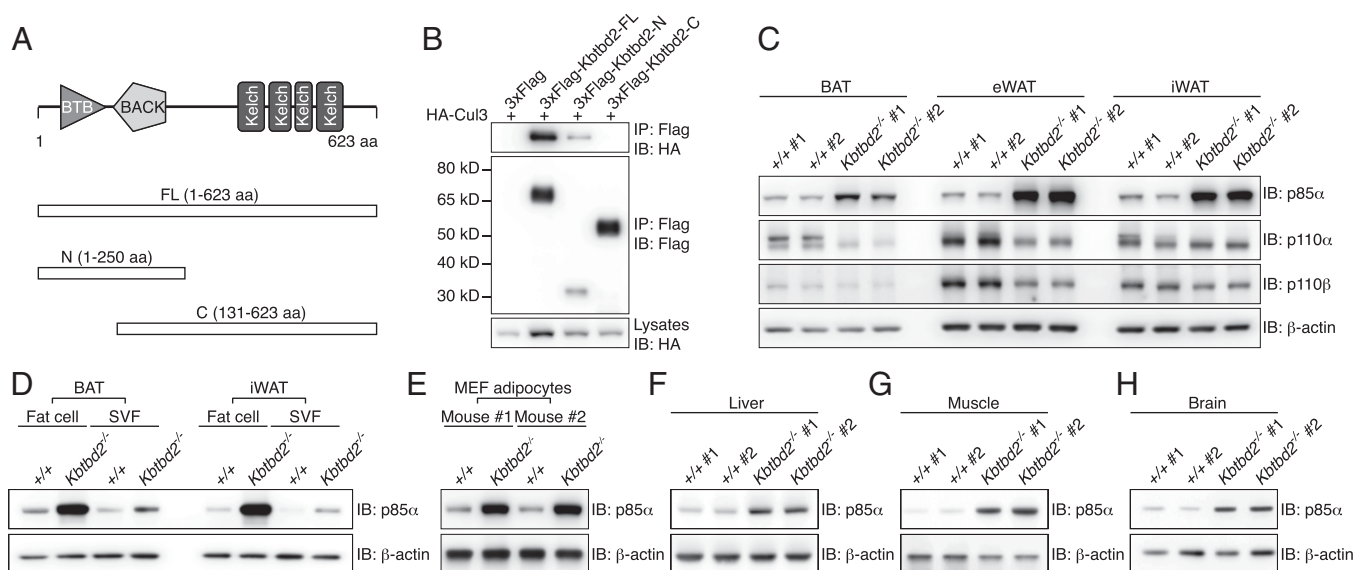 A
BTB
BACK
Kelch
Kelch
Kelch
Kelch
1
623 aa
FL (1-623 aa)
N (1-250 aa)
C (131-623 aa)
B
3xFlag
3xFlag-Kbtbd2-FL
3xFlag-Kbtbd2-N
3xFlag-Kbtbd2-C
HA-Cul3 + + + +
IP: Flag
IB: HA
80 kD
65 kD
50 kD
40 kD
30 kD
IP: Flag
IB: Flag
Lysates
IB: HA
C
BAT eWAT iWAT
+/+ #1
+/+ #2
Kbtbd2-/- #1
Kbtbd2-/- #2
+/+ #1
+/+ #2
Kbtbd2-/- #1
Kbtbd2-/- #2
+/+ #1
+/+ #2
Kbtbd2-/- #1
Kbtbd2-/- #2
IB: p85α
IB: p110α
IB: p110β
IB: β-actin
D
BAT iWAT
Fat cell SVF Fat cell SVF
+/+
Kbtbd2-/-
+/+
Kbtbd2-/-
+/+
Kbtbd2-/-
+/+
Kbtbd2-/-
IB: p85α
IB: β-actin
E
MEF adipocytes
Mouse #1 Mouse #2
+/+
Kbtbd2-/-
+/+
Kbtbd2-/-
IB: p85α
IB: β-actin
F
Liver
+/+ #1
+/+ #2
Kbtbd2-/- #1
Kbtbd2-/- #2
IB: p85α
IB: β-actin
G
Muscle
+/+ #1
+/+ #2
Kbtbd2-/- #1
Kbtbd2-/- #2
IB: p85α
IB: β-actin
H
Brain
+/+ #1
+/+ #2
Kbtbd2-/- #1
Kbtbd2-/- #2
IB: p85α
IB: β-actin